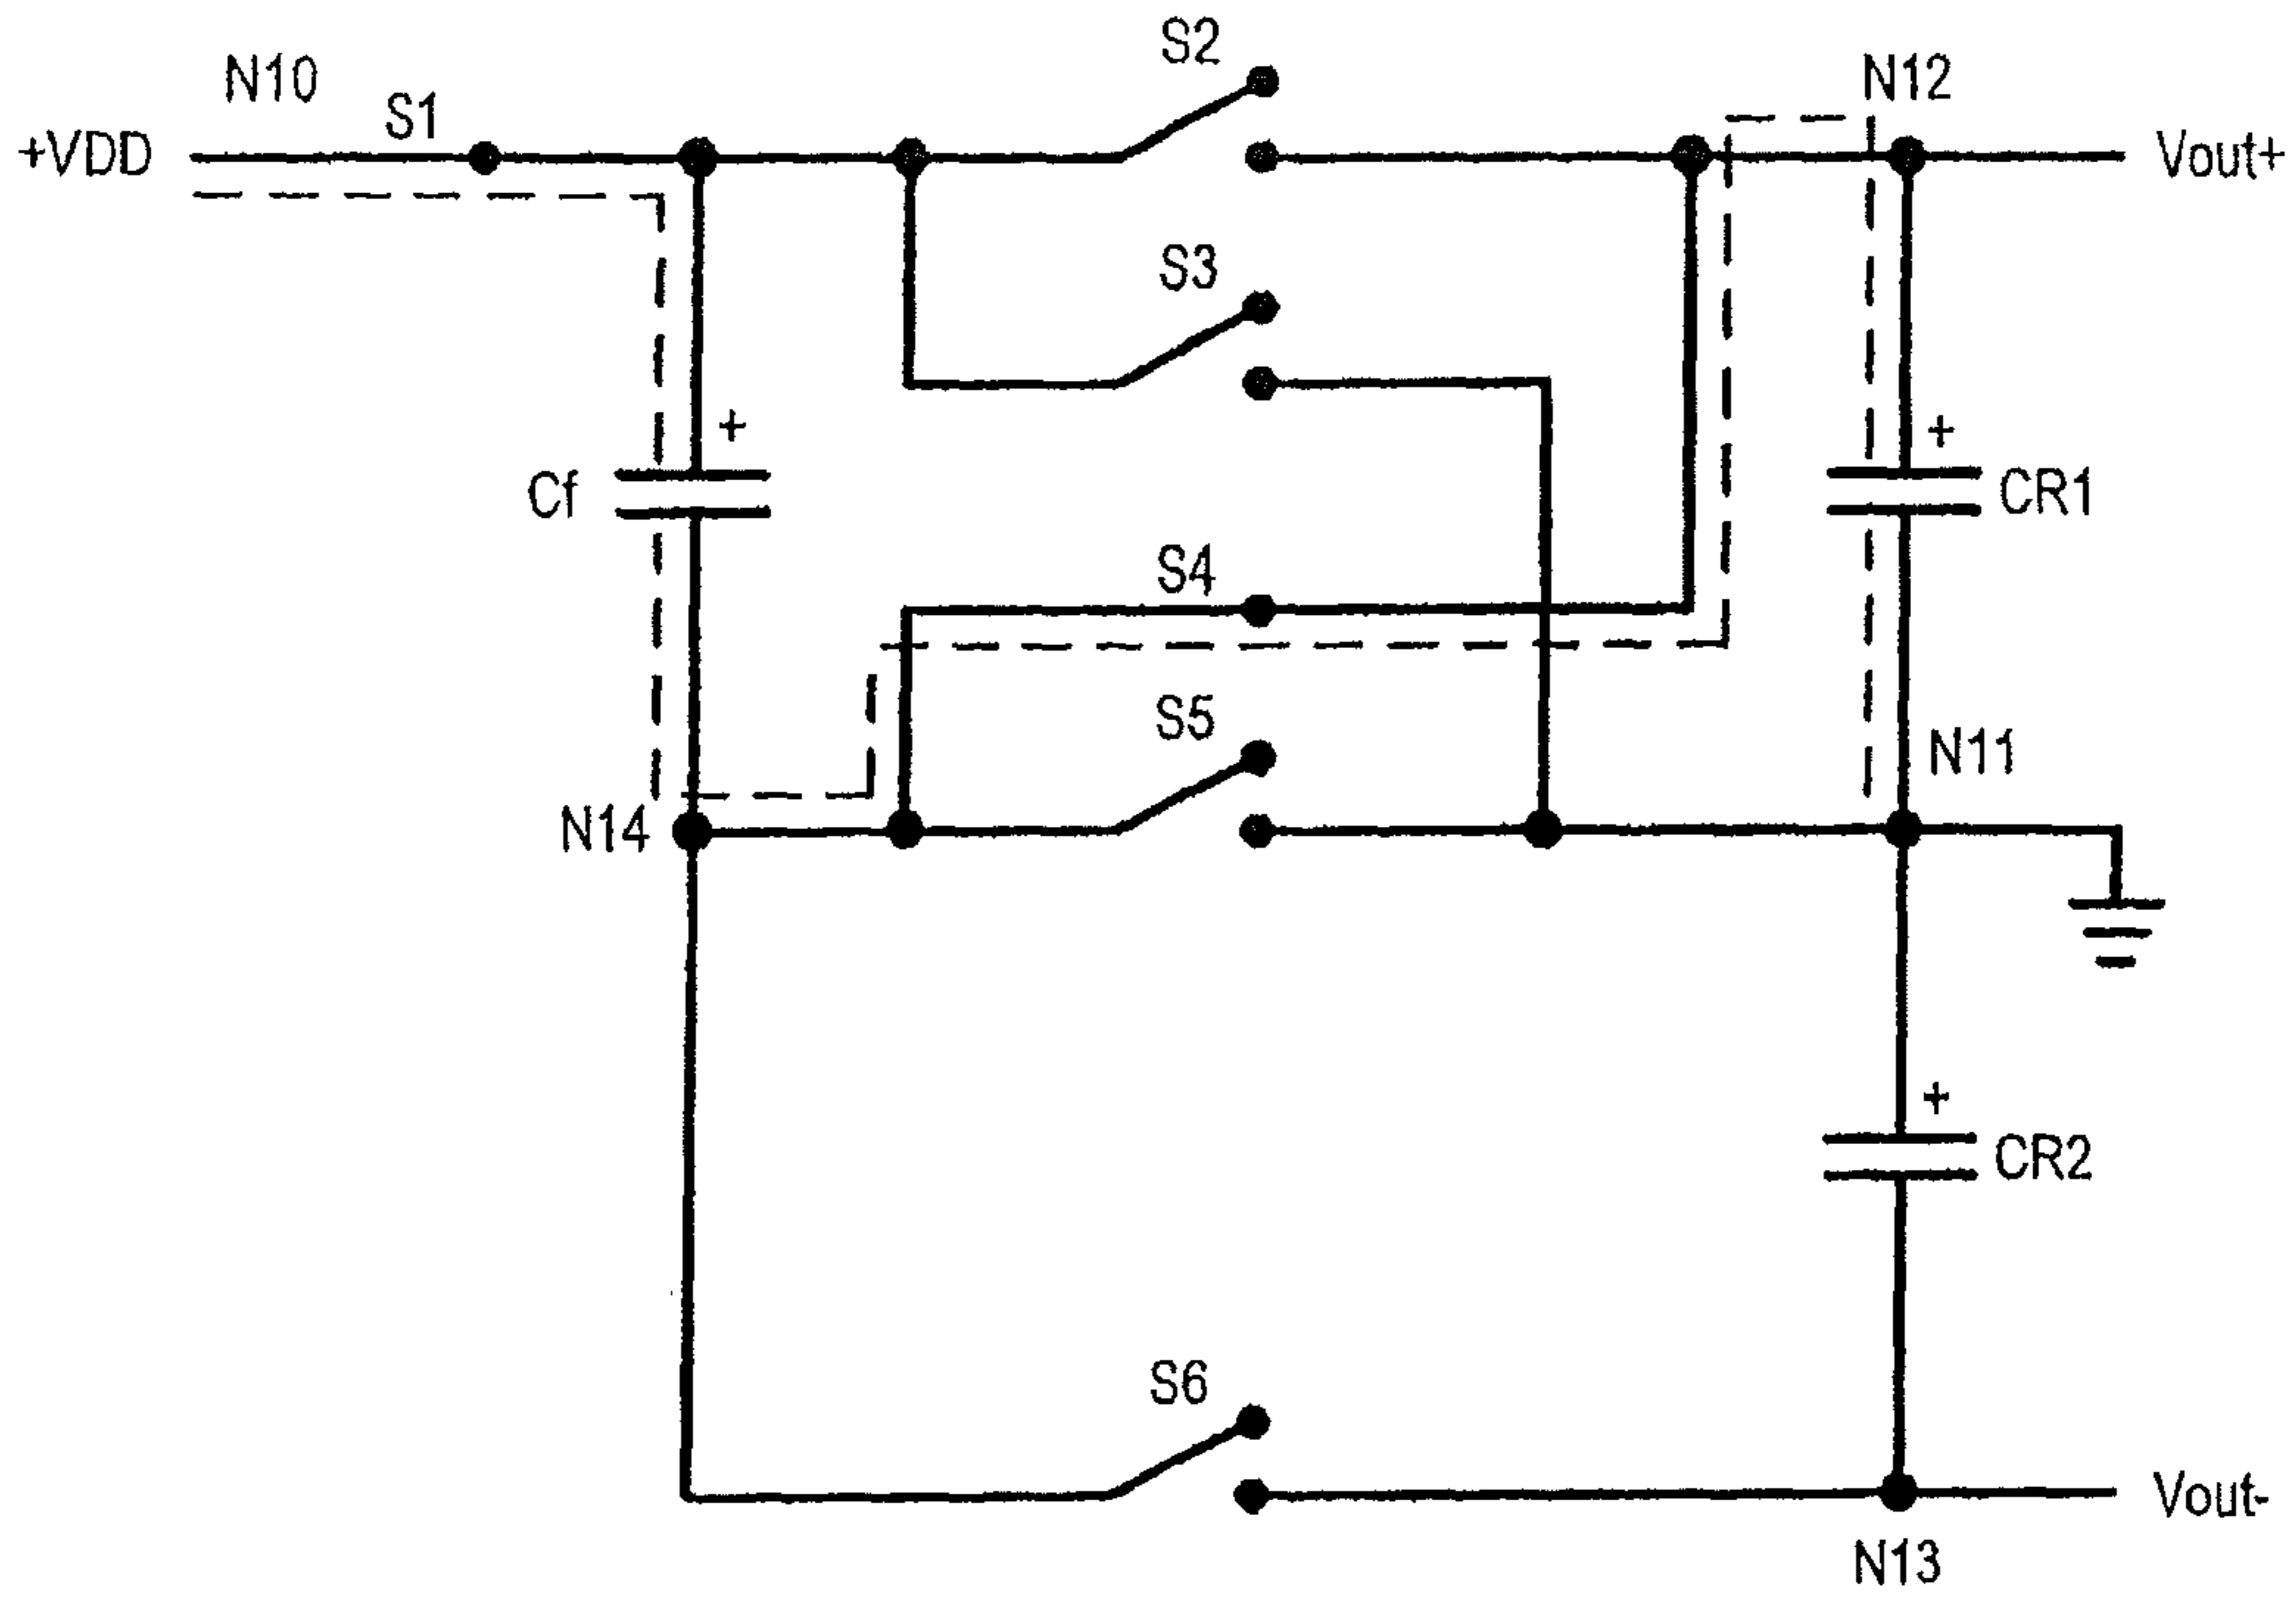 S2
N10
N12
S1
+VDD
Vout+
S3
+
+
Cf
CR1
S4
S5
N11
N14
+
CR2
S6
Vout-
N13